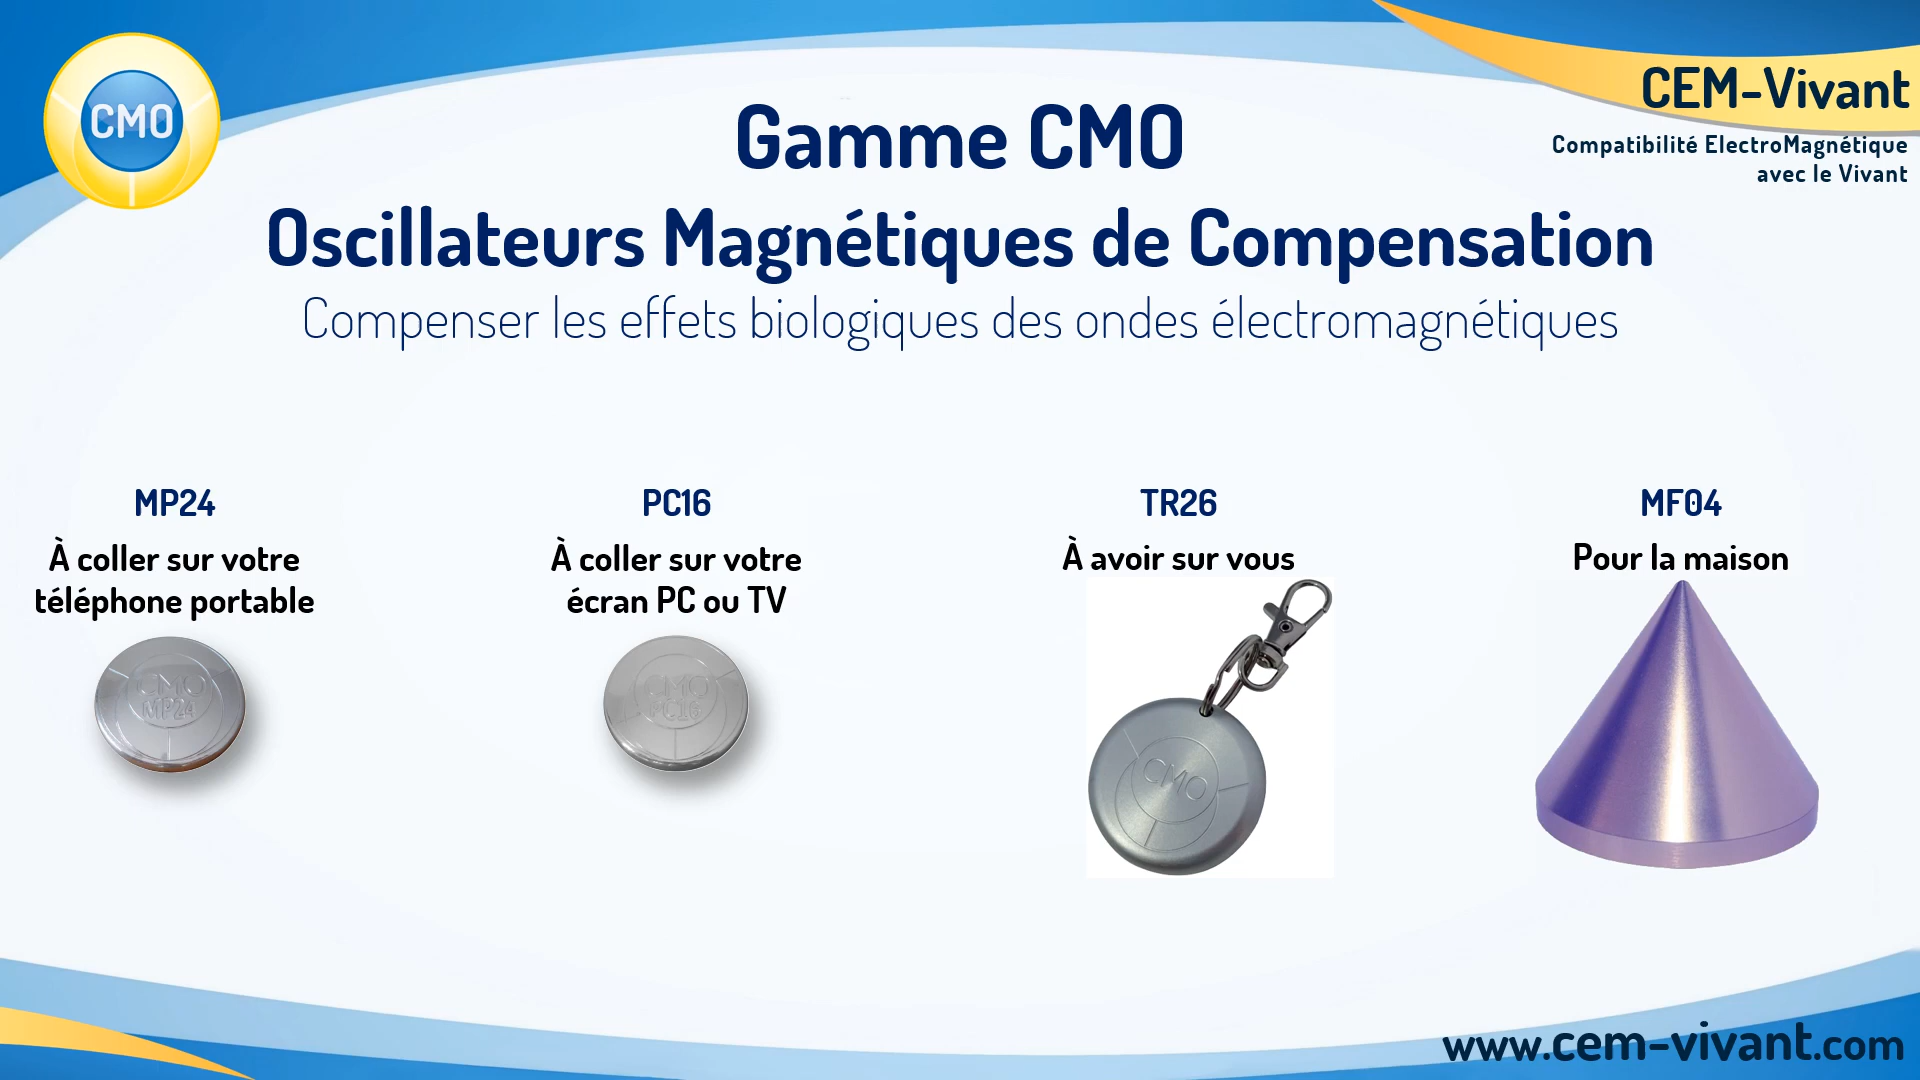 CMO
CEM-Vivant
Compatibilité ElectroMagnétique
avec le Vivant
Gamme CMO
Oscillateurs Magnétiques de Compensation
Compenser les effets biologiques des ondes électromagnétiques
MP24
À coller sur votre
téléphone portable
CMO
MP24
PC16
À coller sur votre
écran PC ou TV
CMO
PC16
TR26
À avoir sur vous
CMO
MF04
Pour la maison
www.cem-vivant.com